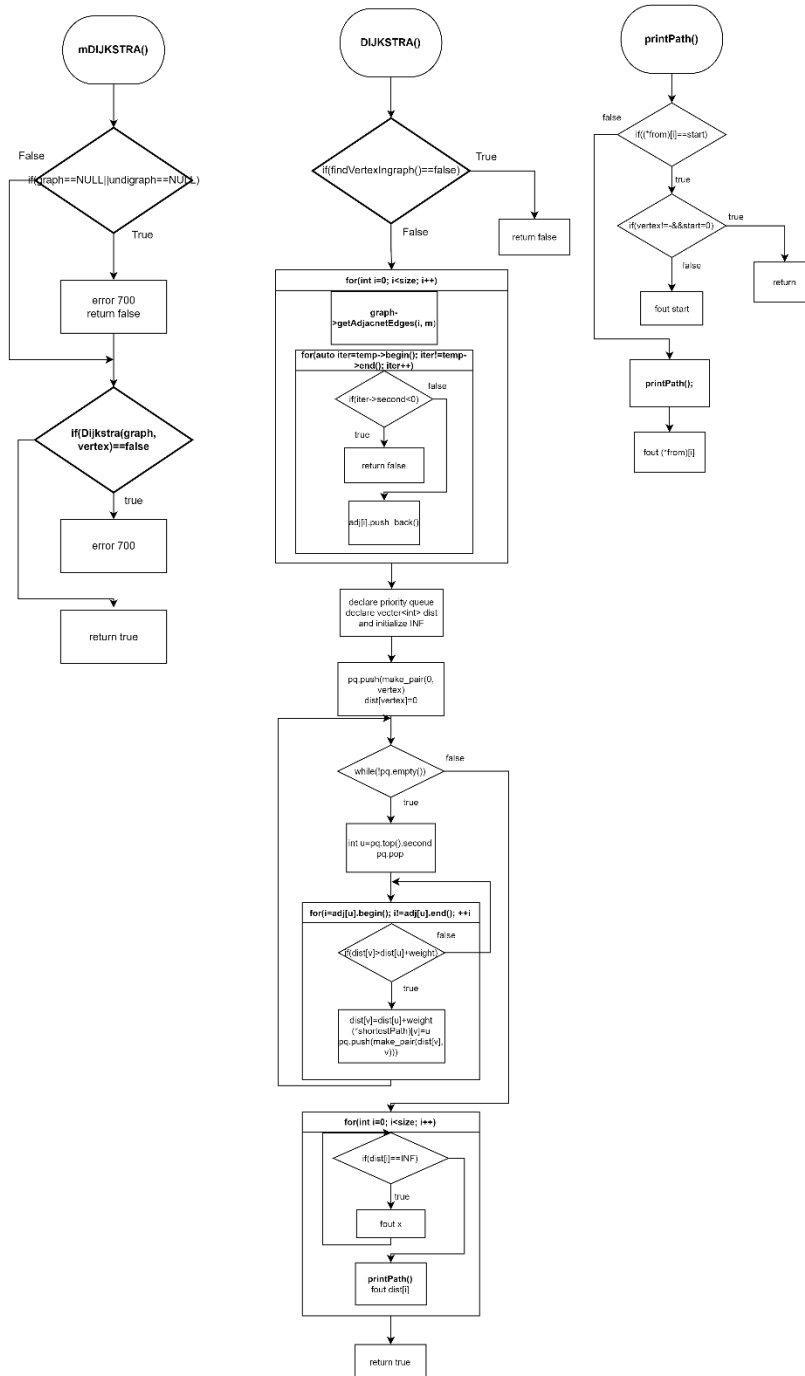 mDIJKSTRA()
False
if(graph==NULL||undigraph==NULL)
True
error 700
return false
if(Dijkstra(graph,
vertex)==false
true
error 700
return true
DIJKSTRA()
True
if(findVertexIngraph()==false)
False
return false
for(int i=0; i<size; i++)
graph-
>getAdjacnetEdges(i, m)
for(auto iter=temp->begin(); iter!=temp-
>end(); iter++)
false
if(iter->second<0)
true
return false
adj[i].push_back()
declare priority queue
declare vecter<int> dist
and initialize INF
pq.push(make_pair(0,
vertex)
dist[vertex]=0
false
while(!pq.empty())
true
int u=pq.top().second
pq.pop
for(i=adj[u].begin(); i!=adj[u].end(); ++i
false
if(dist[v]>dist[u]+weight)
true
dist[v]=dist[u]+weight
(*shortestPath)[v]=u
pq.push(make_pair(dist[v],
v)))
for(int i=0; i<size; i++)
if(dist[i]==INF)
true
fout x
printPath()
fout dist[i]
return true
printPath()
false
if((*from)[i]==start)
true
if(vertex!=-&&start=0)
true
false
return
fout start
printPath();
fout (*from)[i]